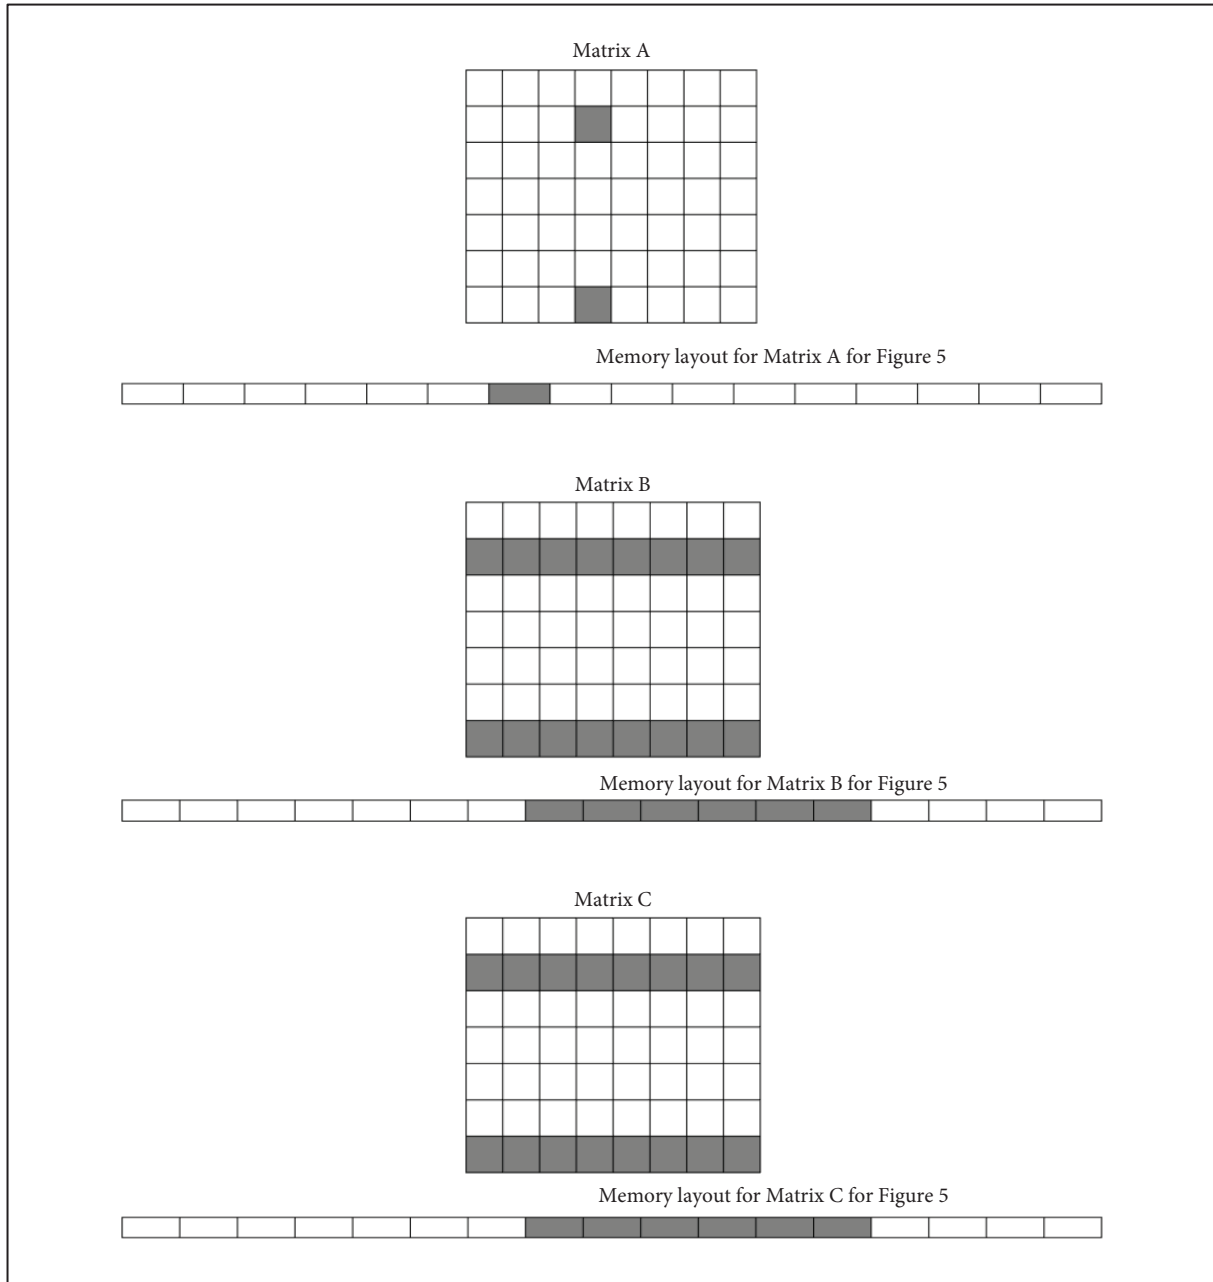 Matrix A
Memory layout for Matrix A for Figure 5
Matrix B
Memory layout for Matrix B for Figure 5
Matrix C
Memory layout for Matrix C for Figure 5